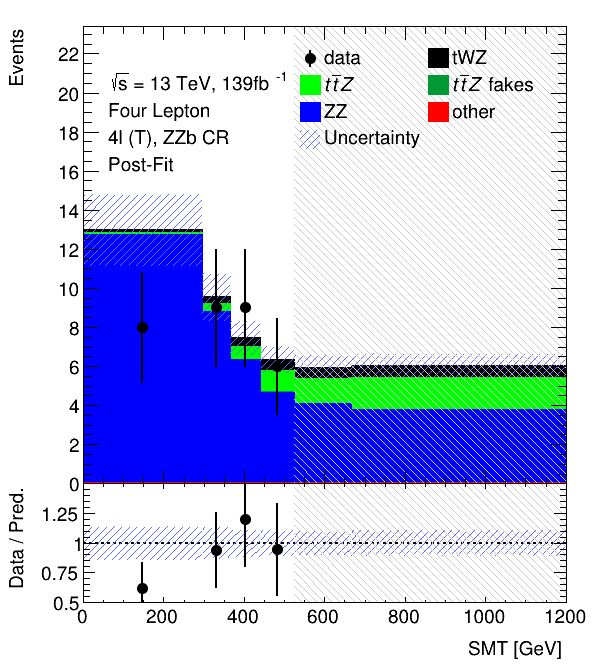 Events
22
20
18
16
14
12
10
8
6
4
2
0
√s = 13 TeV, 139fb -1
Four Lepton
4l (T), ZZb CR
Post-Fit
data
tWZ
tt̄Z
tt̄Z fakes
ZZ
other
Uncertainty
Data / Pred.
1.25
1
0.75
0.5
0 200 400 600 800 1000 1200
SMT [GeV]